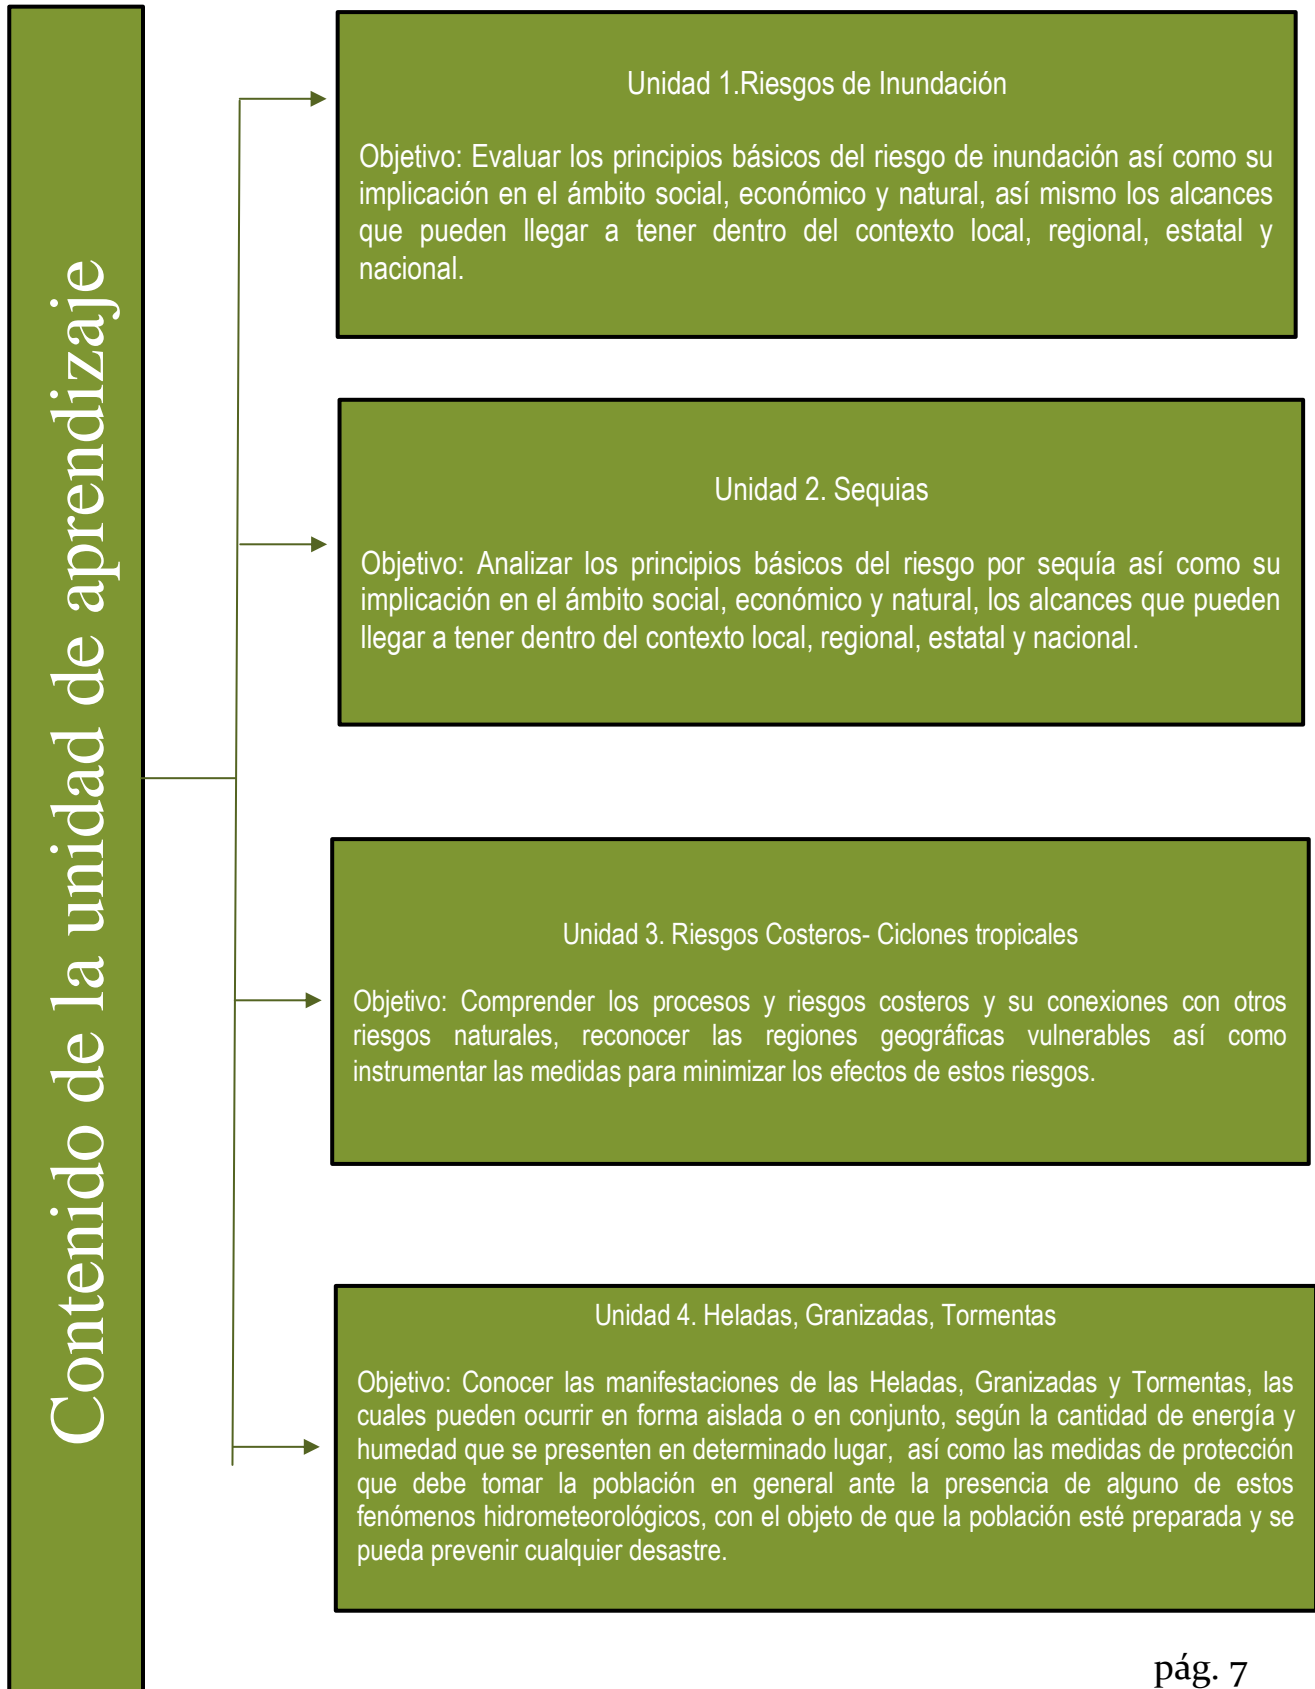 Contenido de la unidad de aprendizaje
Unidad 1.Riesgos de Inundación
Objetivo: Evaluar los principios básicos del riesgo de inundación así como su
implicación en el ámbito social, económico y natural, así mismo los alcances
que pueden llegar a tener dentro del contexto local, regional, estatal y
nacional.
Unidad 2. Sequias
Objetivo: Analizar los principios básicos del riesgo por sequía así como su
implicación en el ámbito social, económico y natural, los alcances que pueden
llegar a tener dentro del contexto local, regional, estatal y nacional.
Unidad 3. Riesgos Costeros- Ciclones tropicales
Objetivo: Comprender los procesos y riesgos costeros y su conexiones con otros
riesgos naturales, reconocer las regiones geográficas vulnerables así como
instrumentar las medidas para minimizar los efectos de estos riesgos.
Unidad 4. Heladas, Granizadas, Tormentas
Objetivo: Conocer las manifestaciones de las Heladas, Granizadas y Tormentas, las
cuales pueden ocurrir en forma aislada o en conjunto, según la cantidad de energía y
humedad que se presenten en determinado lugar, así como las medidas de protección
que debe tomar la población en general ante la presencia de alguno de estos
fenómenos hidrometeorológicos, con el objeto de que la población esté preparada y se
pueda prevenir cualquier desastre.
pág. 7